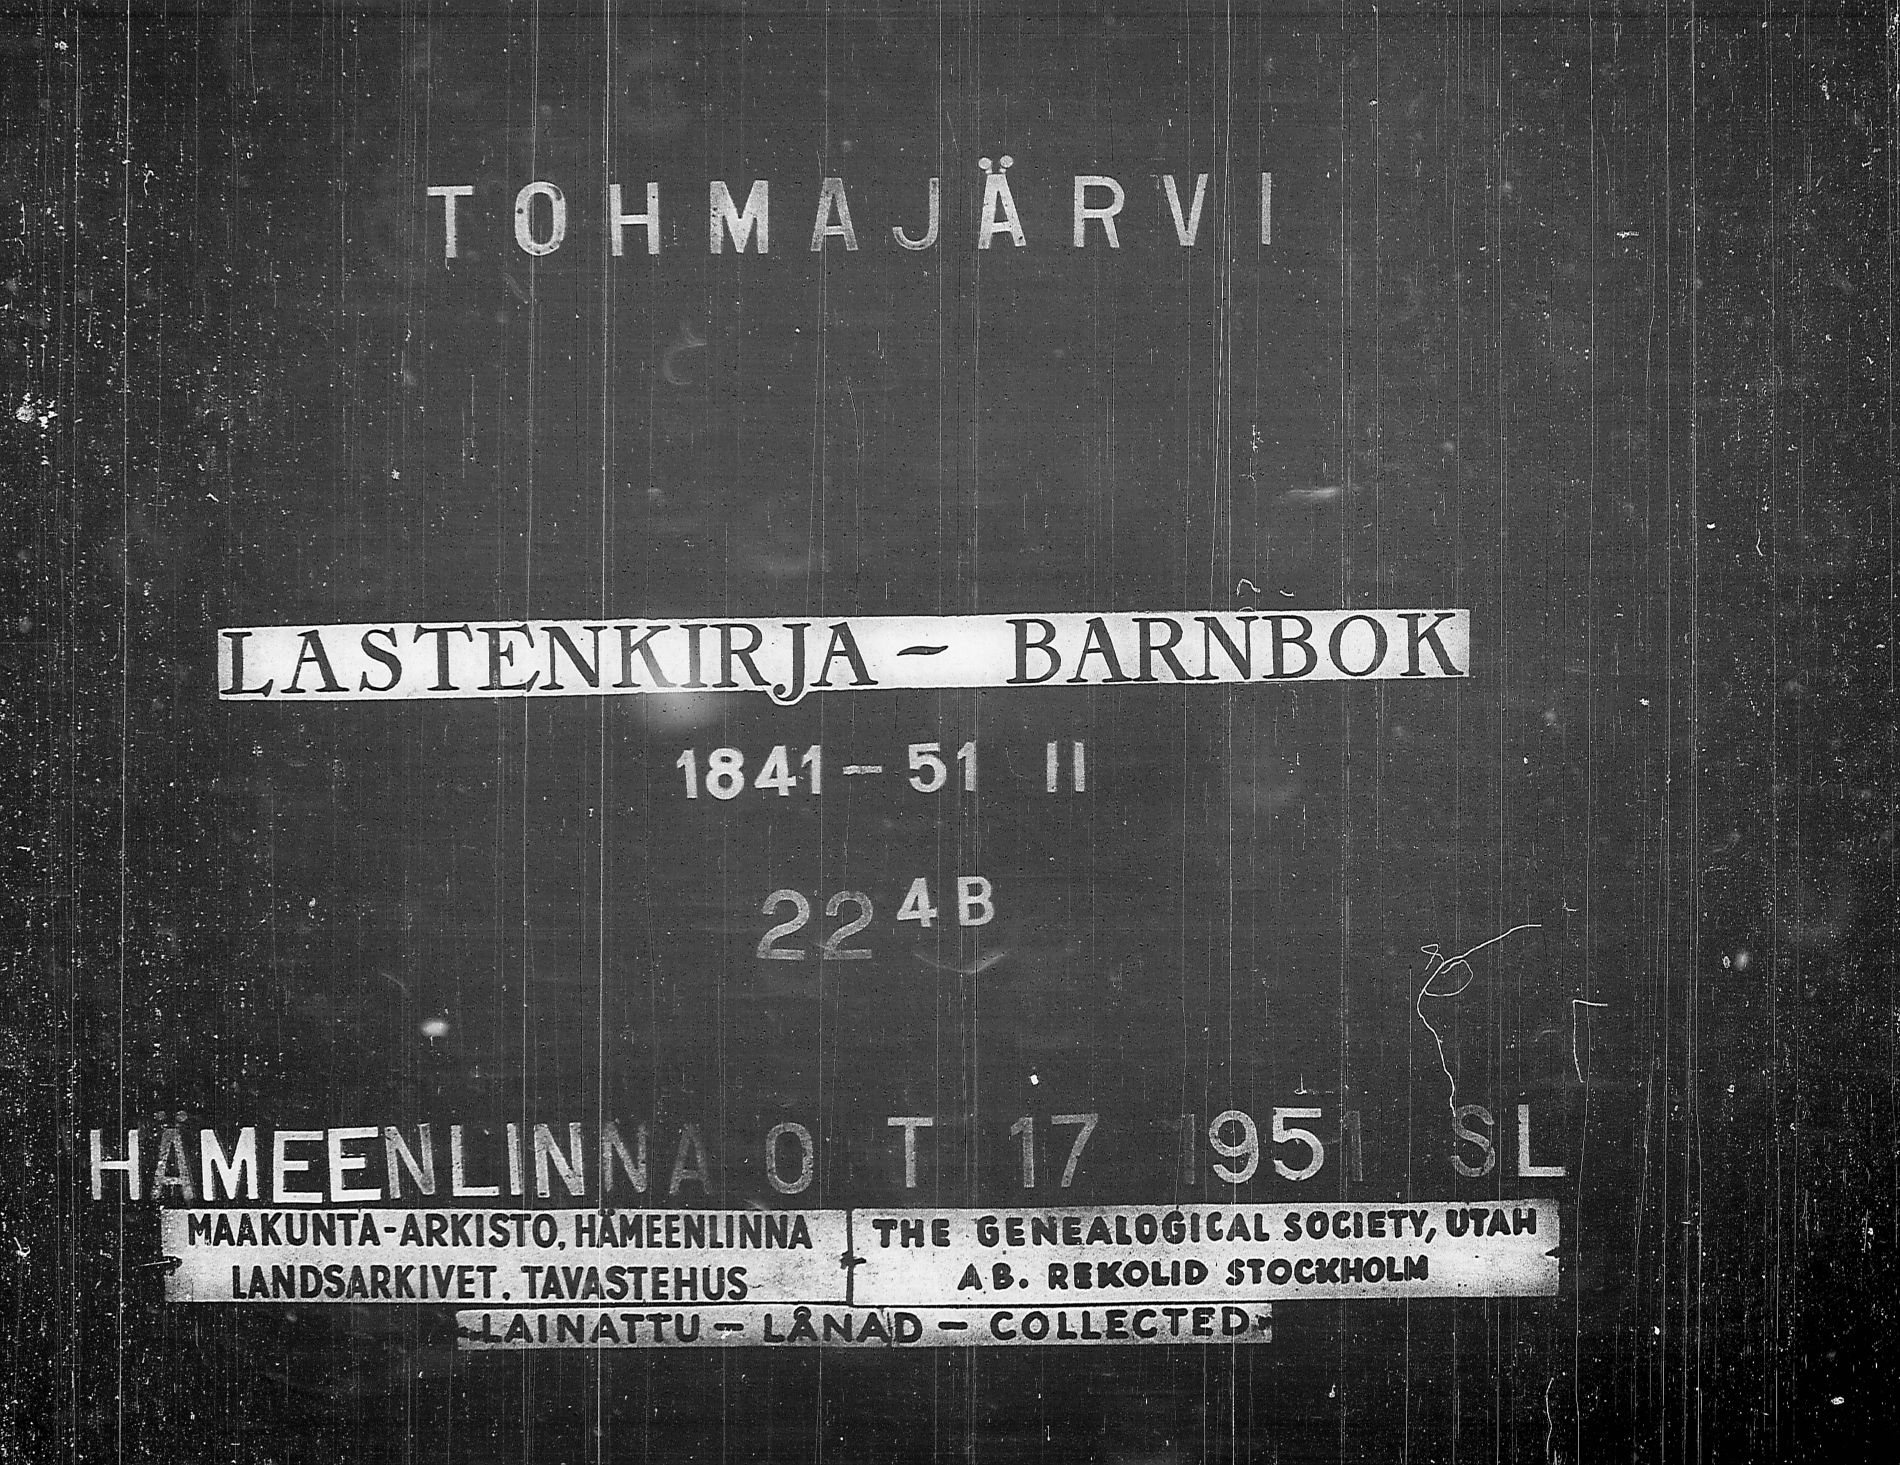 TOHMAJÄRVI
LASTENKIRJA - BARNBOK
1841-51 II
22 4B
HÄMEENLINNA O T 17 1951 SL
MAAKUNTA-ARKISTO, HÄMEENLINNA
LANDSARKIVET. TAVASTEHUS
THE GENEALOGICAL SOCIETY, UTAH
AB. REKOLID STOCKHOLM
LAINATTU - LÅNAD - COLLECTED